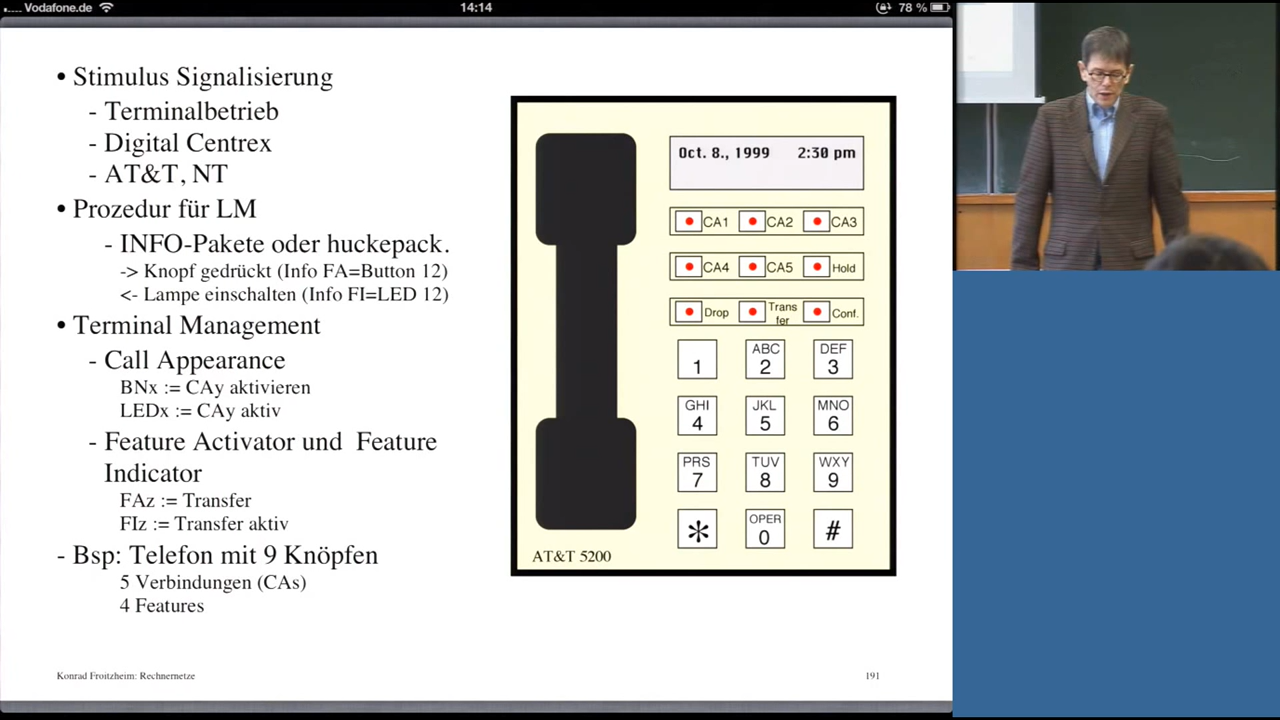 Vodafone.de
14:14
78 %
• Stimulus Signalisierung
- Terminalbetrieb
- Digital Centrex
- AT&T, NT
• Prozedur für LM
- INFO-Pakete oder huckepack.
-> Knopf gedrückt (Info FA=Button 12)
<- Lampe einschalten (Info FI=LED 12)
• Terminal Management
- Call Appearance
BNx := CAy aktivieren
LEDx := CAy aktiv
- Feature Activator und Feature
Indicator
FAz := Transfer
FIz := Transfer aktiv
- Bsp: Telefon mit 9 Knöpfen
5 Verbindungen (CAs)
4 Features
Oct. 8., 1999 2:30 pm
CA1 CA2 CA3
CA4 CA5 Hold
Drop Trans
fer Conf.
1 ABC 2 DEF 3
GHI 4 JKL 5 MNO 6
PRS 7 TUV 8 WXY 9
* OPER 0 #
AT&T 5200
Konrad Froitzheim: Rechnernetze
191